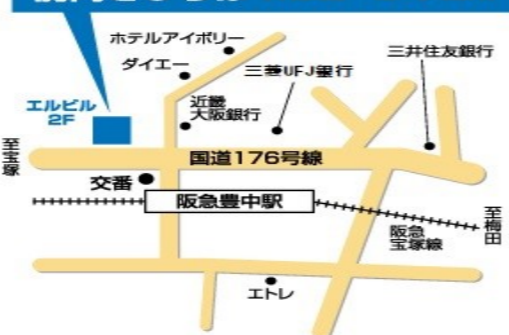 ホテルアイボリー
ダイエー
三井住友銀行
三菱UFJ銀行
近畿
大阪銀行
エルビル
2F
至宝塚
国道176号線
交番
阪急豊中駅
至梅田
阪急
宝塚線
エトレ